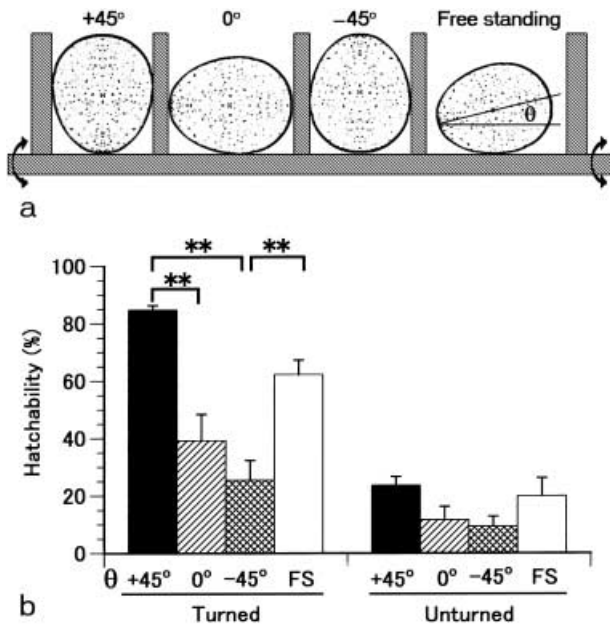 +45° 0° −45° Free standing
θ
a
** **
**
100
80
60
40
20
0
Hatchability (%)
θ +45° 0° −45° FS +45° 0° −45° FS
Turned Unturned
b